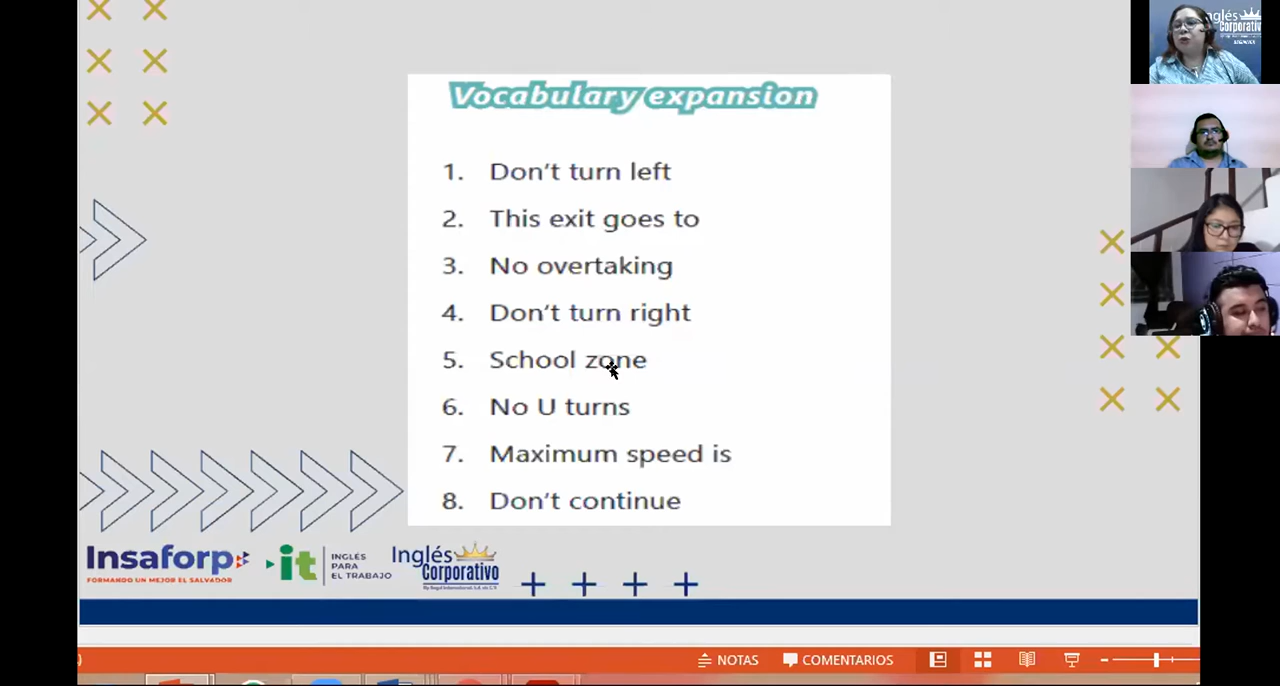 Vocabulary expansion
1. Don't turn left
2. This exit goes to
3. No overtaking
4. Don't turn right
5. School zone
6. No U turns
7. Maximum speed is
8. Don't continue
Insaforp
FORMANDO UN MEJOR EL SALVADOR
it
INGLÉS
PARA
EL TRABAJO
Inglés
Corporativo
Inglés
Corporativo
NOTAS
COMENTARIOS